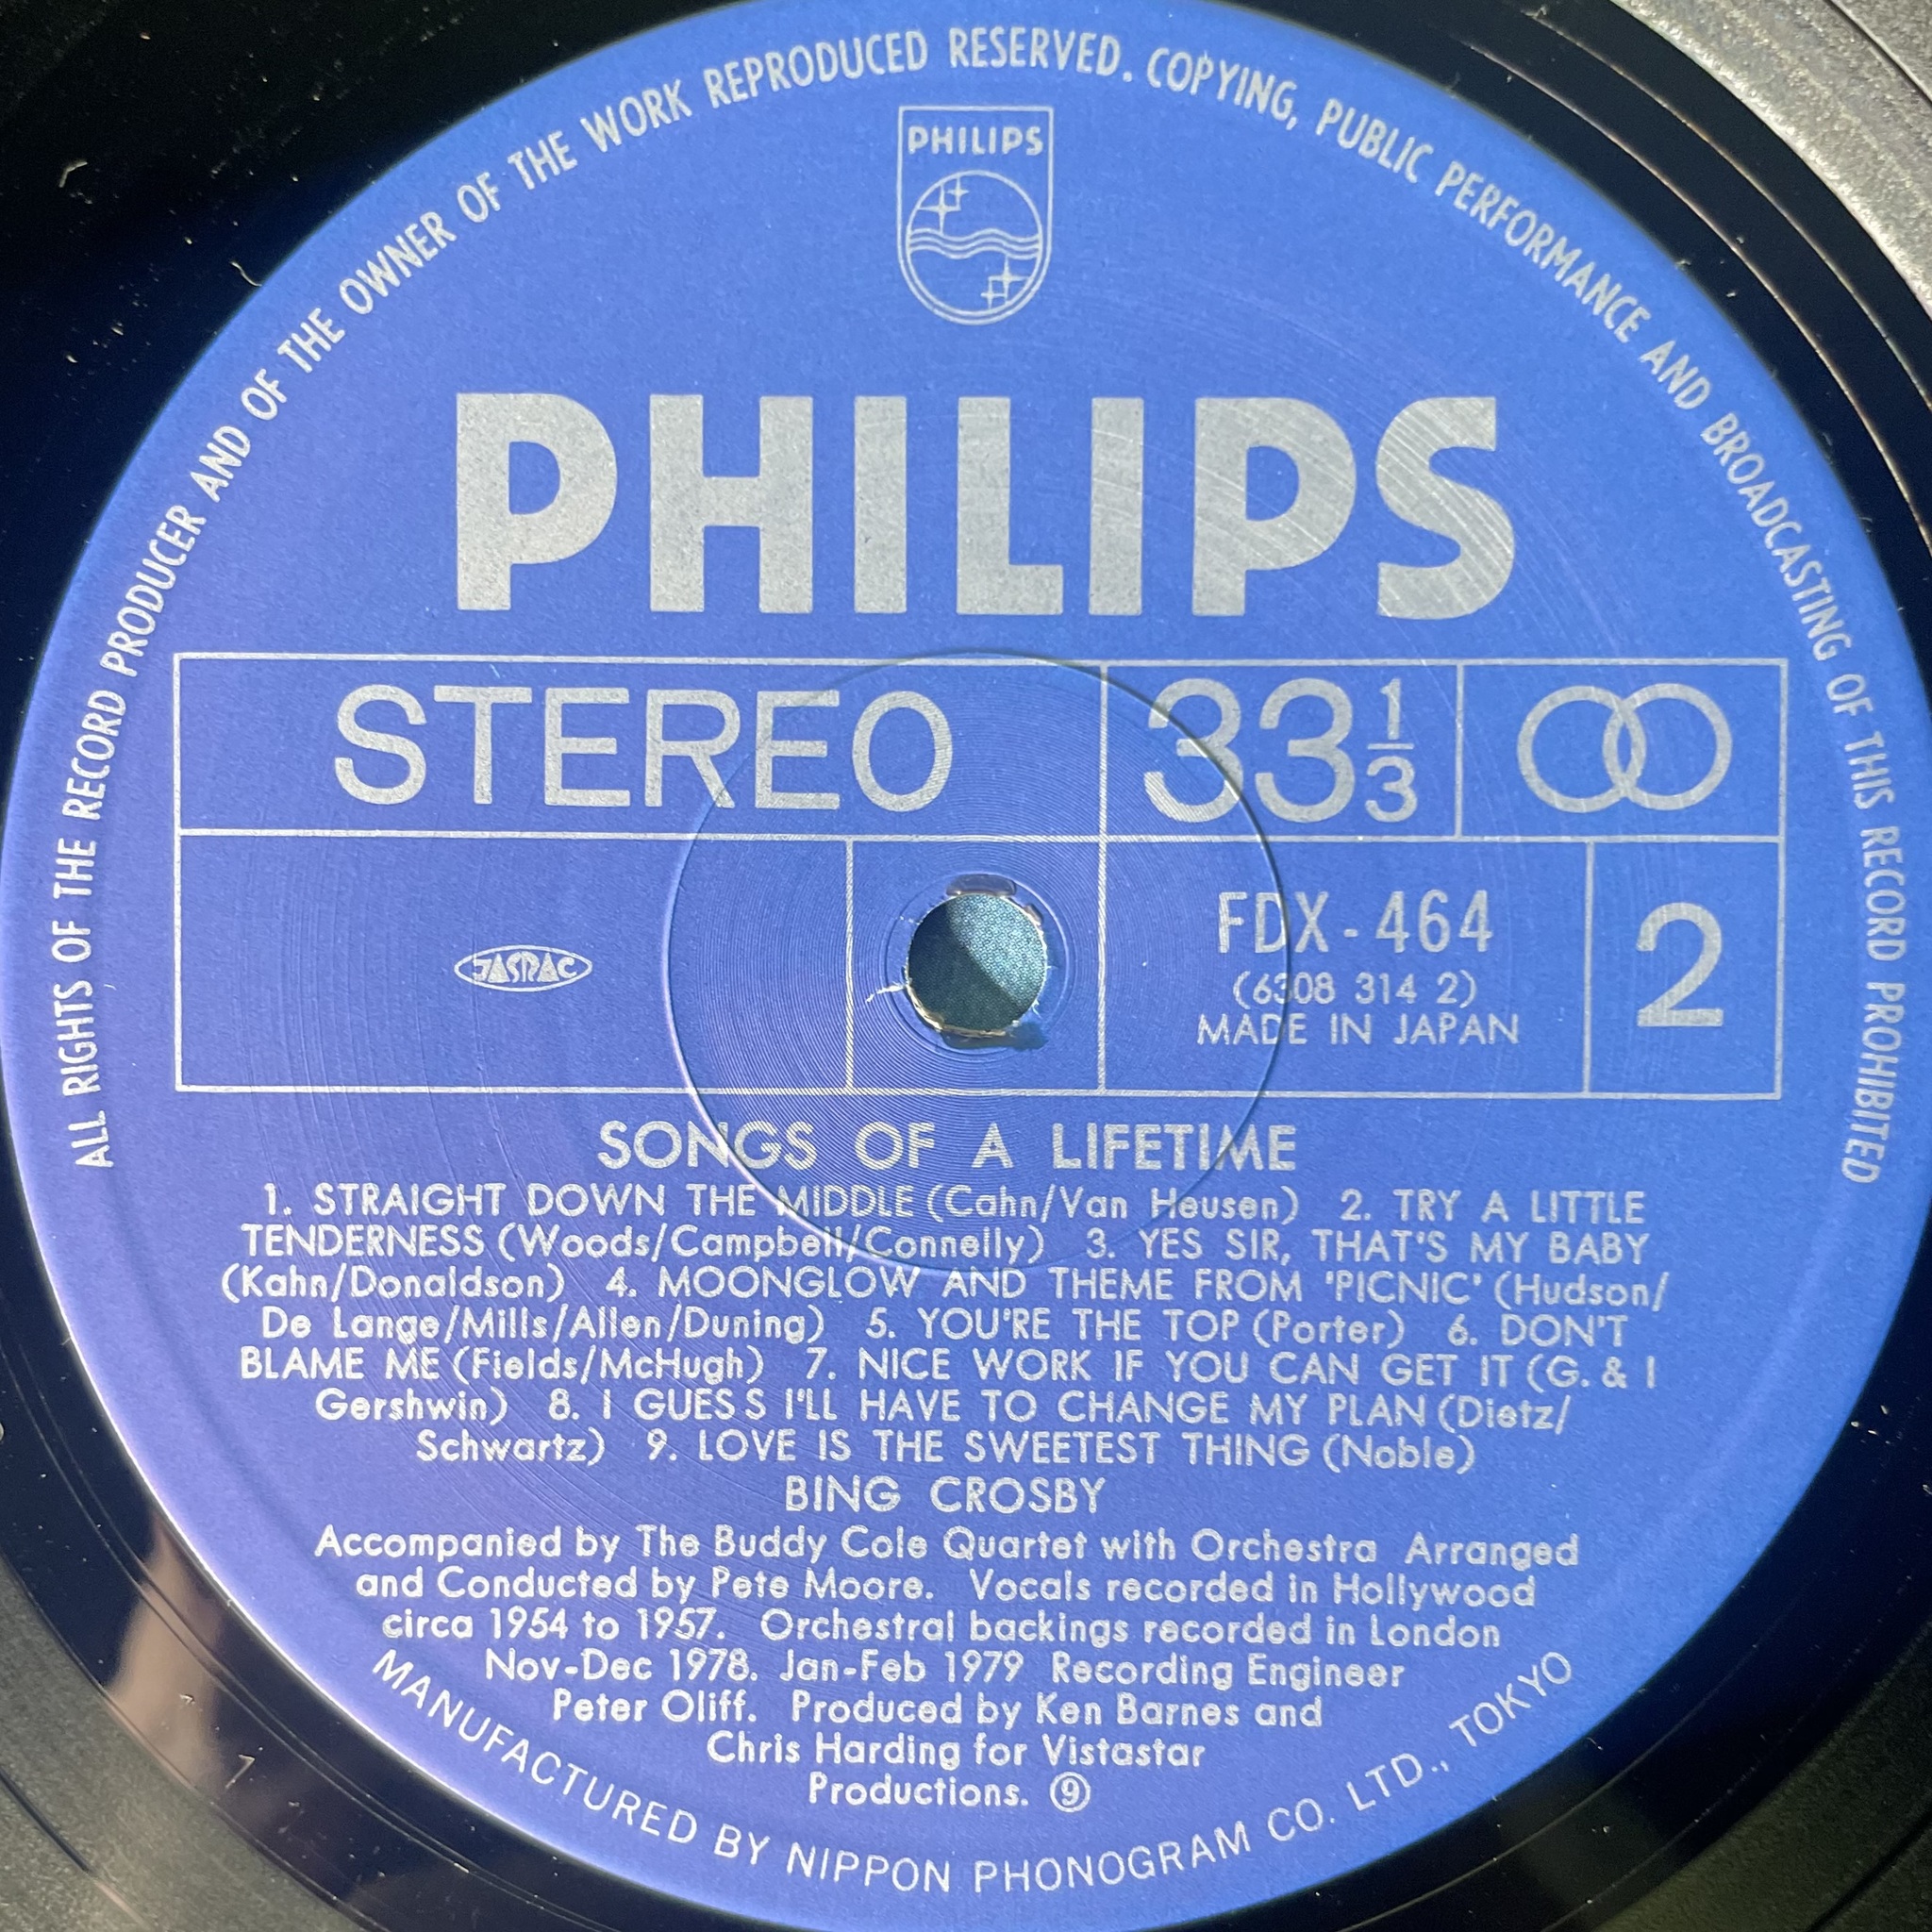 ALL RIGHTS OF THE RECORD PRODUCER AND OF THE OWNER OF THE WORK REPRODUCED RESERVED. COPYING, PUBLIC PERFORMANCE AND BROADCASTING OF THIS RECORD PROHIBITED
PHILIPS
PHILIPS
STEREO 33 1/3
JASRAC
FDX-464
(6308 314 2)
MADE IN JAPAN
2
SONGS OF A LIFETIME
1. STRAIGHT DOWN THE MIDDLE (Cahn/Van Heusen) 2. TRY A LITTLE
TENDERNESS (Woods/Campbell/Connelly) 3. YES SIR, THAT'S MY BABY
(Kahn/Donaldson) 4. MOONGLOW AND THEME FROM 'PICNIC' (Hudson/
De Lange/Mills/Allen/Duning) 5. YOU'RE THE TOP (Porter) 6. DON'T
BLAME ME (Fields/McHugh) 7. NICE WORK IF YOU CAN GET IT (G. & I
Gershwin) 8. I GUESS I'LL HAVE TO CHANGE MY PLAN (Dietz/
Schwartz) 9. LOVE IS THE SWEETEST THING (Noble)
BING CROSBY
Accompanied by The Buddy Cole Quartet with Orchestra Arranged
and Conducted by Pete Moore. Vocals recorded in Hollywood
circa 1954 to 1957. Orchestral backings recorded in London
Nov-Dec 1978. Jan-Feb 1979 Recording Engineer
Peter Oliff. Produced by Ken Barnes and
Chris Harding for Vistastar
Productions. ⑨
MANUFACTURED BY NIPPON PHONOGRAM CO. LTD., TOKYO